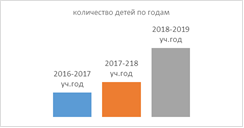 количество детей по годам
2018-2019
уч.год
2017-218
уч.год
2016-2017
уч.год